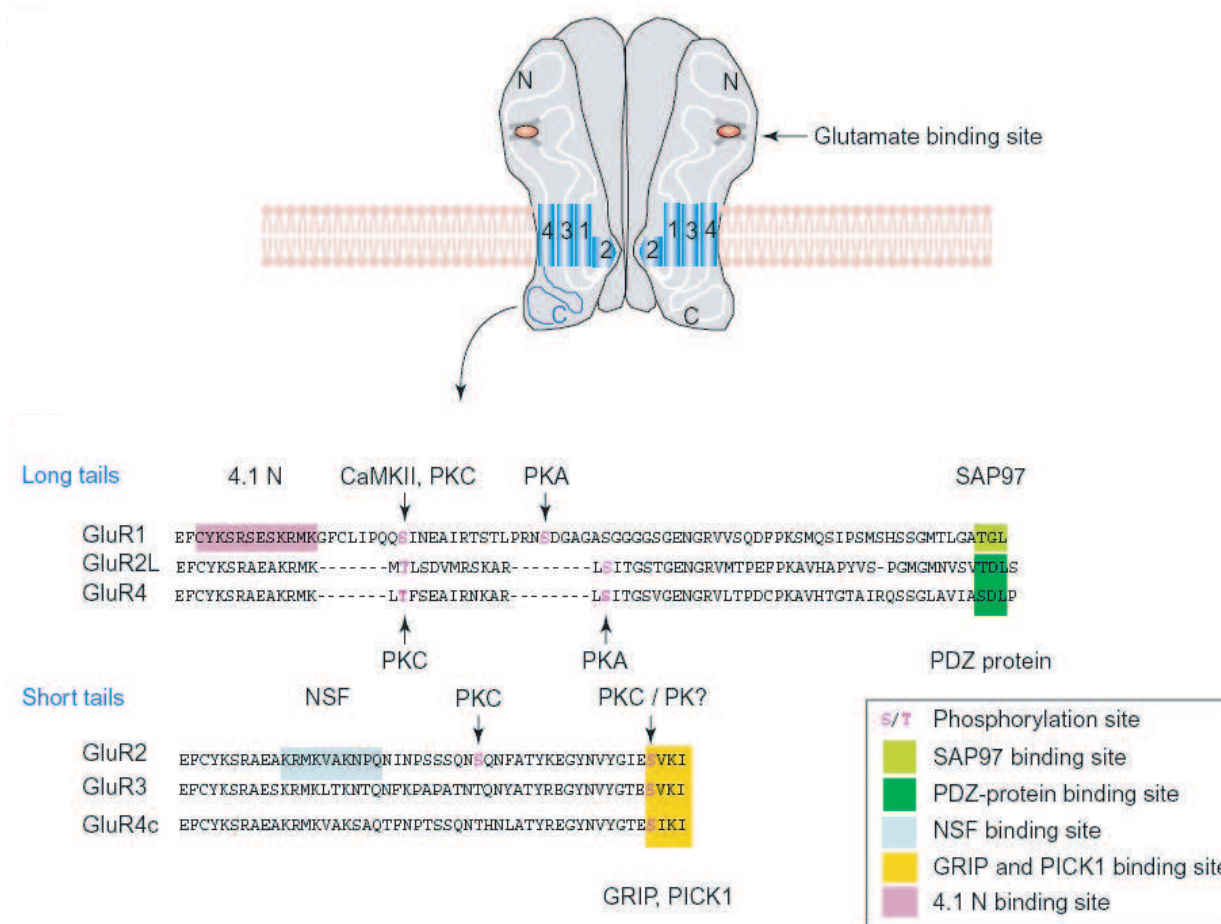 N N
Glutamate binding site
4 3 1 2 2 1 3 4
C C
Long tails 4.1 N CaMKII, PKC PKA SAP97
GluR1 EFCYKSRSESKRMKGFCLIPQQSINEAIRTSTLPRNSDGAGASGGGGSGENGRVVSQDFPKSMQSIPSMSHSSGMTLGATGL
GluR2L EFCYKSRAEAKRMK-------MTLSDVMRSKAR--------LSITGSTGENGRVMTPEFPKAVHAPYVS-PGMGMNVSVTDLS
GluR4 EFCYKSRAEAKRMK-------LTFSEAIRNKAR--------LSITGSVGENGRVLTPDCPKAVHTGTAIRQSSGLAVIASDLP
PKC PKA PDZ protein
Short tails NSF PKC PKC / PK?
GluR2 EFCYKSRAEAKRMKVAKNPQNINPSSSQNSQNFATYKEGYNVYGIESVKI
GluR3 EFCYKSRAESKRMKLTKNTQNFKPAPATNTQNYATYREGYNVYGTESVKI
GluR4c EFCYKSRAEAKRMKVAKSAQTFNPTSSQNTHNLATYREGYNVYGTESIKI
GRIP, PICK1
S/T Phosphorylation site
SAP97 binding site
PDZ-protein binding site
NSF binding site
GRIP and PICK1 binding site
4.1 N binding site